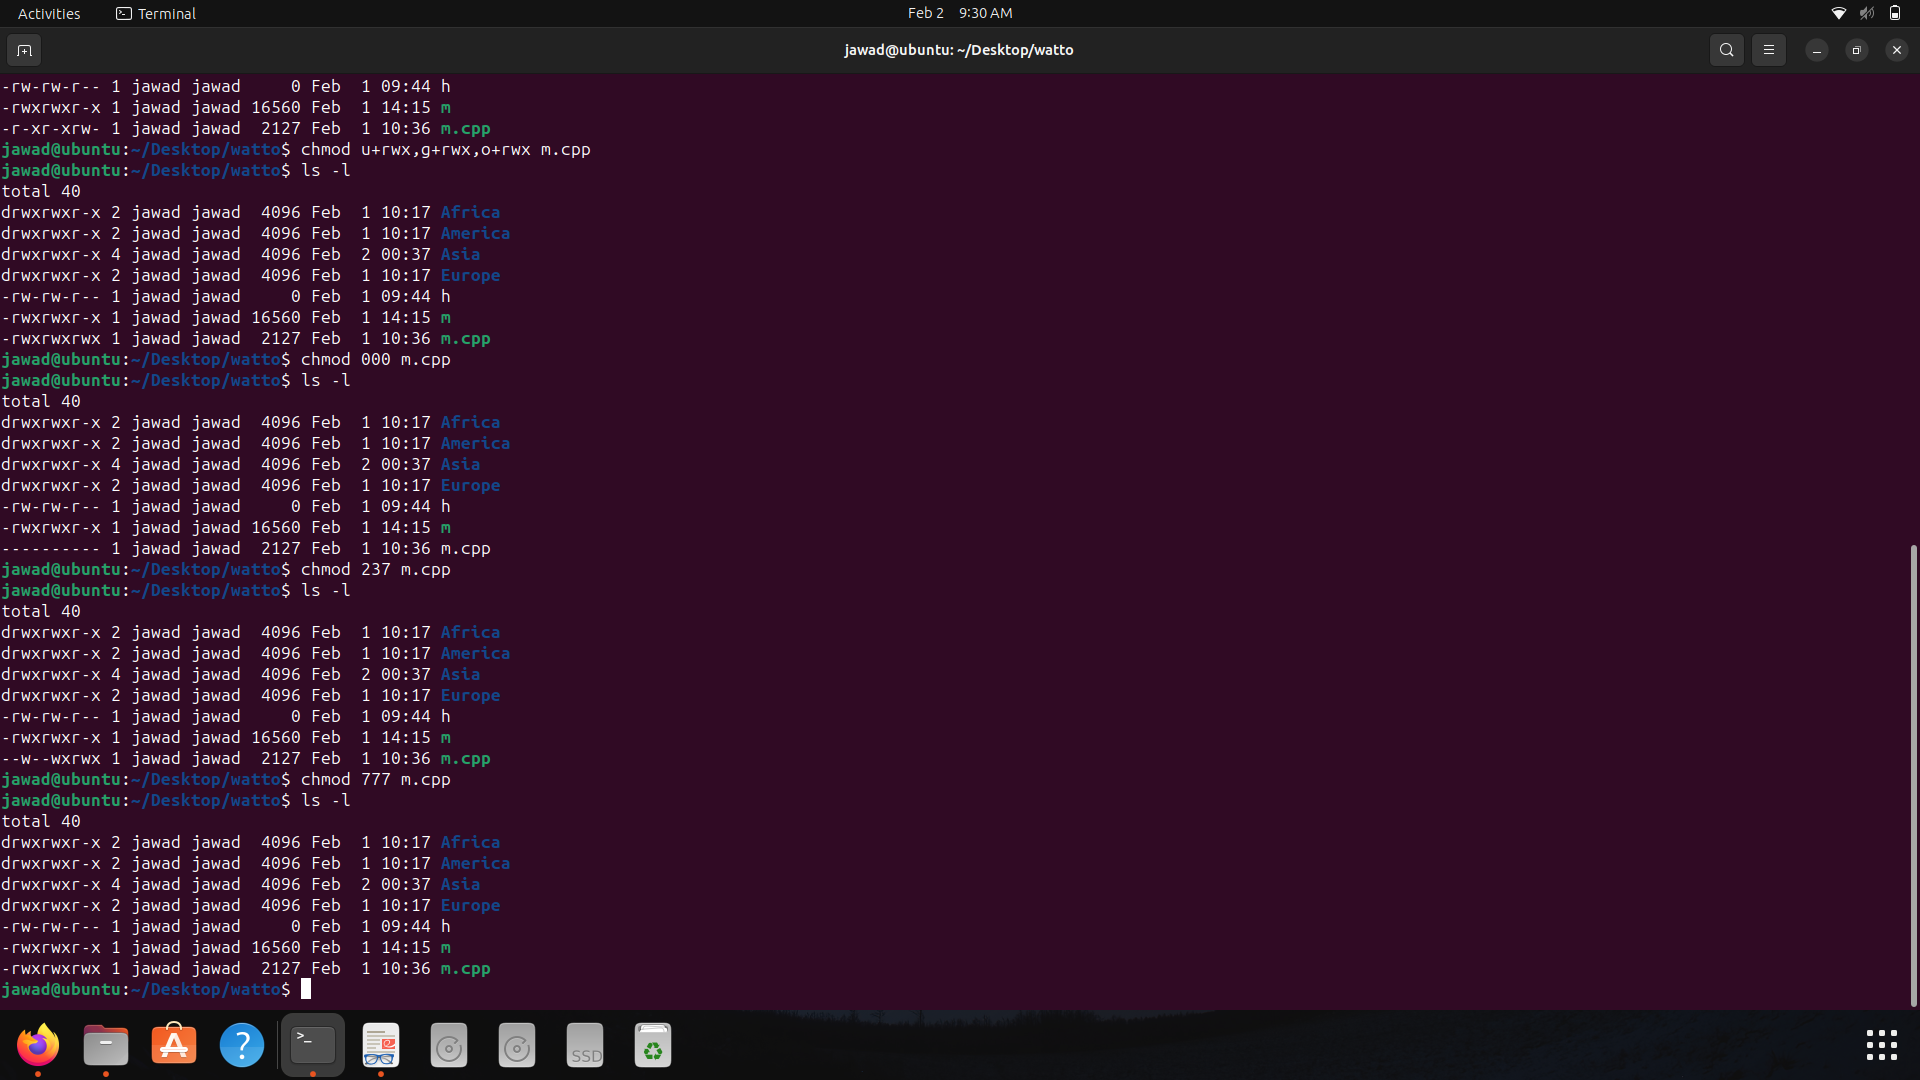 Activities Terminal Feb 2 9:30 AM
jawad@ubuntu: ~/Desktop/watto
-rw-rw-r-- 1 jawad jawad     0 Feb  1 09:44 h
-rwxrwxr-x 1 jawad jawad 16560 Feb  1 14:15 m
-r-xr-xrw- 1 jawad jawad  2127 Feb  1 10:36 m.cpp
jawad@ubuntu:~/Desktop/watto$ chmod u+rwx,g+rwx,o+rwx m.cpp
jawad@ubuntu:~/Desktop/watto$ ls -l
total 40
drwxrwxr-x 2 jawad jawad  4096 Feb  1 10:17 Africa
drwxrwxr-x 2 jawad jawad  4096 Feb  1 10:17 America
drwxrwxr-x 4 jawad jawad  4096 Feb  2 00:37 Asia
drwxrwxr-x 2 jawad jawad  4096 Feb  1 10:17 Europe
-rw-rw-r-- 1 jawad jawad     0 Feb  1 09:44 h
-rwxrwxr-x 1 jawad jawad 16560 Feb  1 14:15 m
-rwxrwxrwx 1 jawad jawad  2127 Feb  1 10:36 m.cpp
jawad@ubuntu:~/Desktop/watto$ chmod 000 m.cpp
jawad@ubuntu:~/Desktop/watto$ ls -l
total 40
drwxrwxr-x 2 jawad jawad  4096 Feb  1 10:17 Africa
drwxrwxr-x 2 jawad jawad  4096 Feb  1 10:17 America
drwxrwxr-x 4 jawad jawad  4096 Feb  2 00:37 Asia
drwxrwxr-x 2 jawad jawad  4096 Feb  1 10:17 Europe
-rw-rw-r-- 1 jawad jawad     0 Feb  1 09:44 h
-rwxrwxr-x 1 jawad jawad 16560 Feb  1 14:15 m
---------- 1 jawad jawad  2127 Feb  1 10:36 m.cpp
jawad@ubuntu:~/Desktop/watto$ chmod 237 m.cpp
jawad@ubuntu:~/Desktop/watto$ ls -l
total 40
drwxrwxr-x 2 jawad jawad  4096 Feb  1 10:17 Africa
drwxrwxr-x 2 jawad jawad  4096 Feb  1 10:17 America
drwxrwxr-x 4 jawad jawad  4096 Feb  2 00:37 Asia
drwxrwxr-x 2 jawad jawad  4096 Feb  1 10:17 Europe
-rw-rw-r-- 1 jawad jawad     0 Feb  1 09:44 h
-rwxrwxr-x 1 jawad jawad 16560 Feb  1 14:15 m
--w--wxrwx 1 jawad jawad  2127 Feb  1 10:36 m.cpp
jawad@ubuntu:~/Desktop/watto$ chmod 777 m.cpp
jawad@ubuntu:~/Desktop/watto$ ls -l
total 40
drwxrwxr-x 2 jawad jawad  4096 Feb  1 10:17 Africa
drwxrwxr-x 2 jawad jawad  4096 Feb  1 10:17 America
drwxrwxr-x 4 jawad jawad  4096 Feb  2 00:37 Asia
drwxrwxr-x 2 jawad jawad  4096 Feb  1 10:17 Europe
-rw-rw-r-- 1 jawad jawad     0 Feb  1 09:44 h
-rwxrwxr-x 1 jawad jawad 16560 Feb  1 14:15 m
-rwxrwxrwx 1 jawad jawad  2127 Feb  1 10:36 m.cpp
jawad@ubuntu:~/Desktop/watto$
SSD